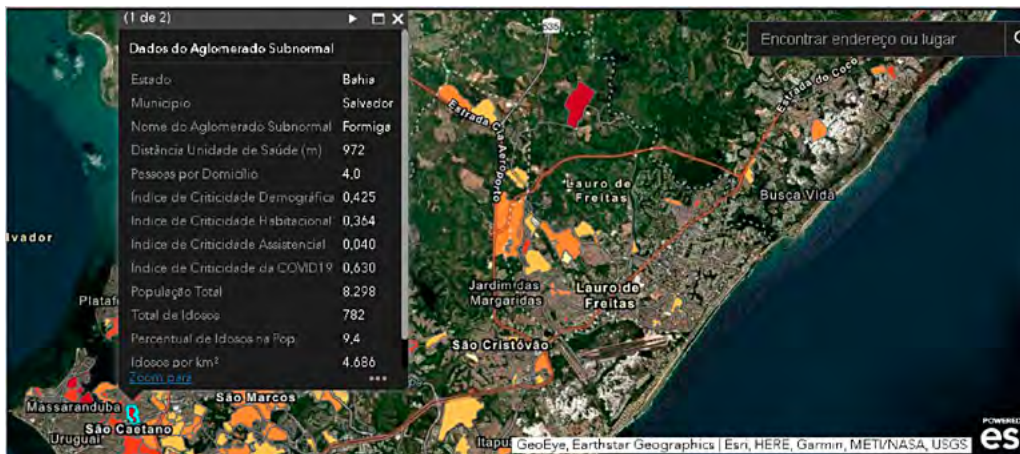 (1 de 2)
Dados do Aglomerado Subnormal
Estado Bahia
Município Salvador
Nome do Aglomerado Subnormal Formiga
Distância Unidade de Saúde (m) 972
Pessoas por Domicílio 4,0
Índice de Criticidade Demográfica 0,425
Índice de Criticidade Habitacional 0,364
Índice de Criticidade Assistencial 0,040
Índice de Criticidade da COVID19 0,630
População Total 8.298
Total de Idosos 782
Percentual de Idosos na Pop. 9,4
Idosos por km² 4.686
Zoom para
Encontrar endereço ou lugar
535
Estrada do Coco
Estrada Cia Aeroporto
Lauro de
Freitas
Busca Vida
lvador
Plataf
Jardim das
Margaridas
Lauro de
Freitas
São Cristóvão
São Marcos
Massaranduba
São Caetano
Uruguai
Itapu
GeoEye, Earthstar Geographics | Esri, HERE, Garmin, METI/NASA, USGS
POWERED
es